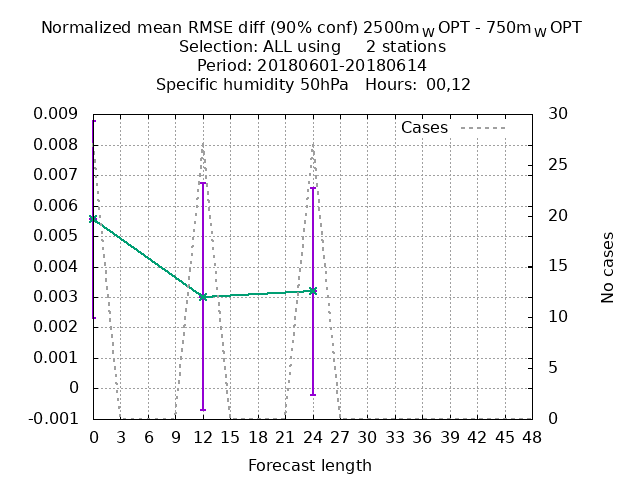 Normalized mean RMSE diff (90% conf) 2500m_W OPT - 750m_W OPT
Selection: ALL using 2 stations
Period: 20180601-20180614
Specific humidity 50hPa Hours: 00,12
Cases
0.009
0.008
0.007
0.006
0.005
0.004
0.003
0.002
0.001
0
-0.001
30
25
20
15
10
5
0
No cases
0 3 6 9 12 15 18 21 24 27 30 33 36 39 42 45 48
Forecast length